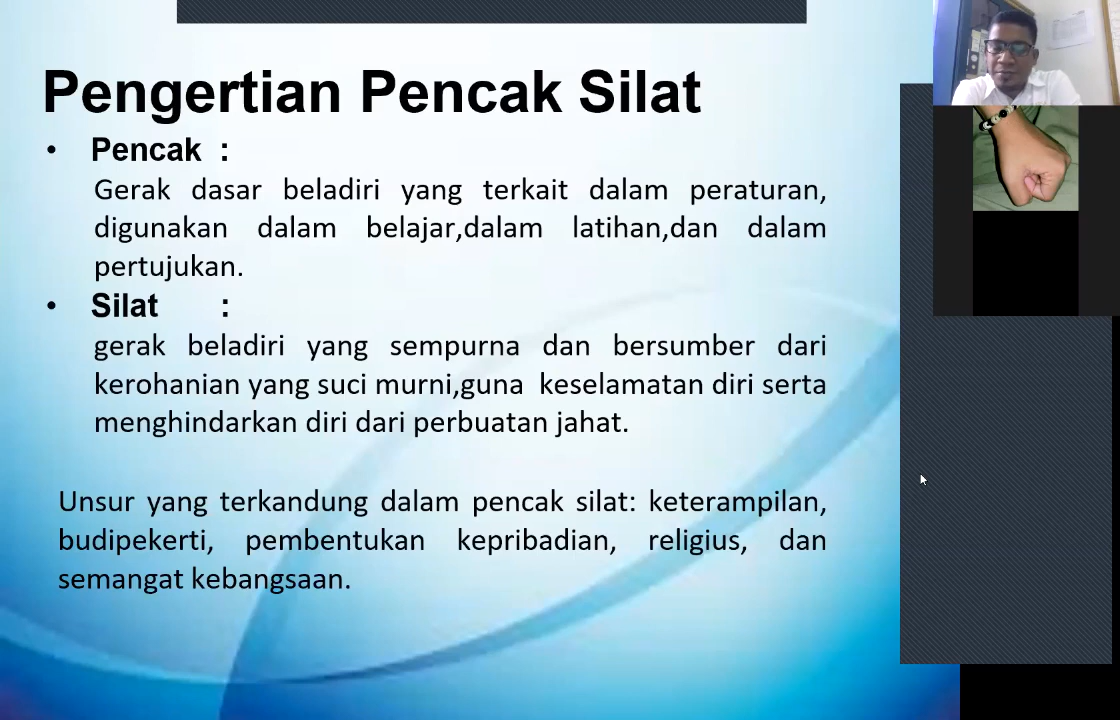 Pengertian Pencak Silat
• Pencak :
Gerak dasar beladiri yang terkait dalam peraturan,
digunakan dalam belajar,dalam latihan,dan dalam
pertujukan.
• Silat :
gerak beladiri yang sempurna dan bersumber dari
kerohanian yang suci murni,guna keselamatan diri serta
menghindarkan diri dari perbuatan jahat.
Unsur yang terkandung dalam pencak silat: keterampilan,
budipekerti, pembentukan kepribadian, religius, dan
semangat kebangsaan.